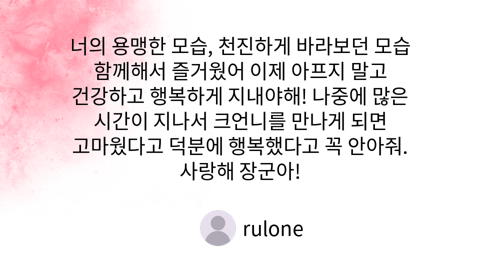 너의 용맹한 모습, 천진하게 바라보던 모습
함께해서 즐거웠어 이제 아프지 말고
건강하고 행복하게 지내야해! 나중에 많은
시간이 지나서 크언니를 만나게 되면
고마웠다고 덕분에 행복했다고 꼭 안아줘.
사랑해 장군아!
rulone